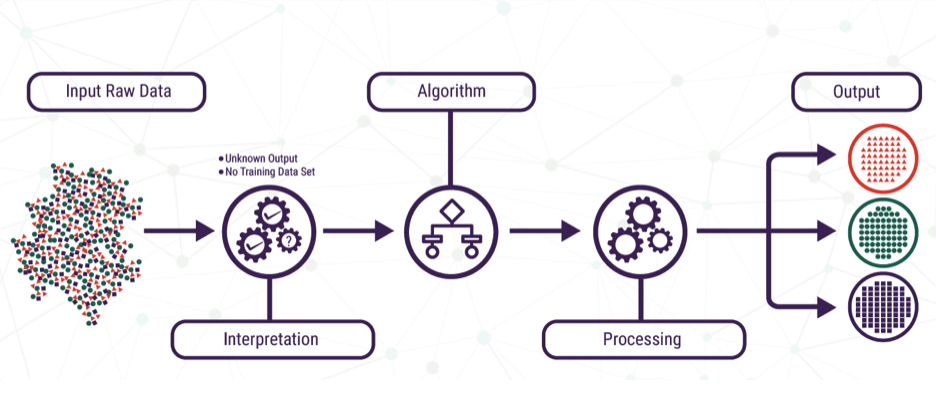 Input Raw Data
Algorithm
Output
• Unknown Output
• No Training Data Set
?
Interpretation
Processing